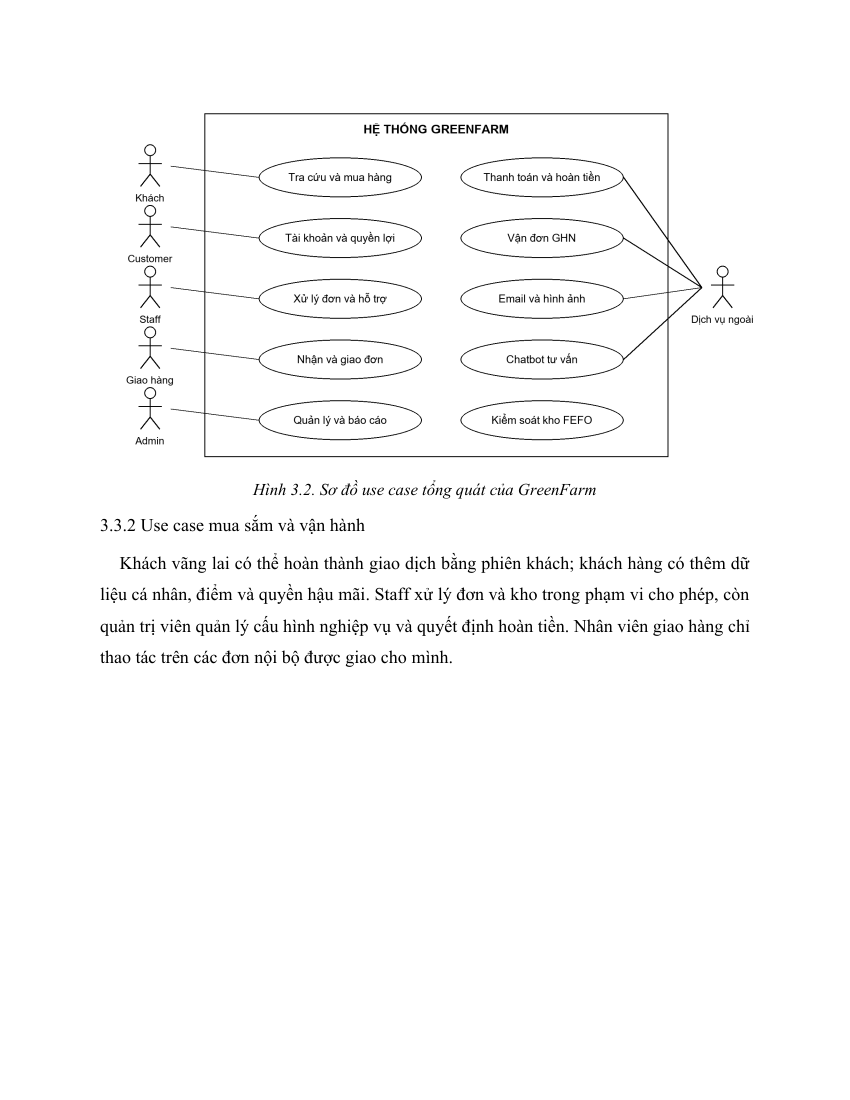 HỆ THỐNG GREENFARM
Khách
Customer
Staff
Giao hàng
Admin
Tra cứu và mua hàng
Tài khoản và quyền lợi
Xử lý đơn và hỗ trợ
Nhận và giao đơn
Quản lý và báo cáo
Thanh toán và hoàn tiền
Vận đơn GHN
Email và hình ảnh
Chatbot tư vấn
Kiểm soát kho FEFO
Dịch vụ ngoài
Hình 3.2. Sơ đồ use case tổng quát của GreenFarm
3.3.2 Use case mua sắm và vận hành
Khách vãng lai có thể hoàn thành giao dịch bằng phiên khách; khách hàng có thêm dữ
liệu cá nhân, điểm và quyền hậu mãi. Staff xử lý đơn và kho trong phạm vi cho phép, còn
quản trị viên quản lý cấu hình nghiệp vụ và quyết định hoàn tiền. Nhân viên giao hàng chỉ
thao tác trên các đơn nội bộ được giao cho mình.